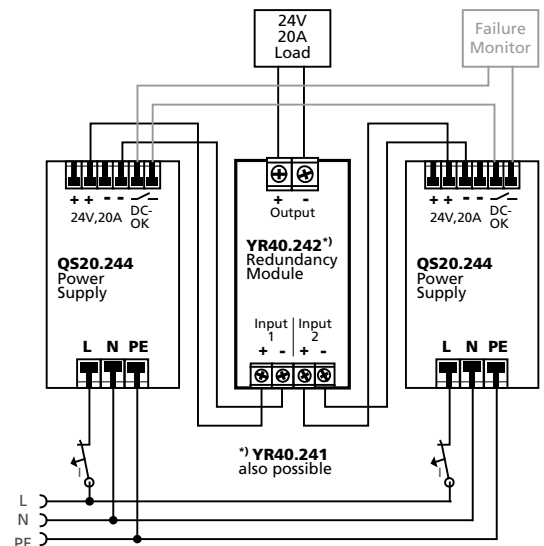 24V
20A
Load
Failure
Monitor
+ + - -
24V,20A
DC-
OK
QS20.244
Power
Supply
L N PE
+ -
Output
YR40.242*)
Redundancy
Module
Input
1
Input
2
+ - + -
*) YR40.241
also possible
+ + - -
24V,20A
DC-
OK
QS20.244
Power
Supply
L N PE
I
I
L
N
PE